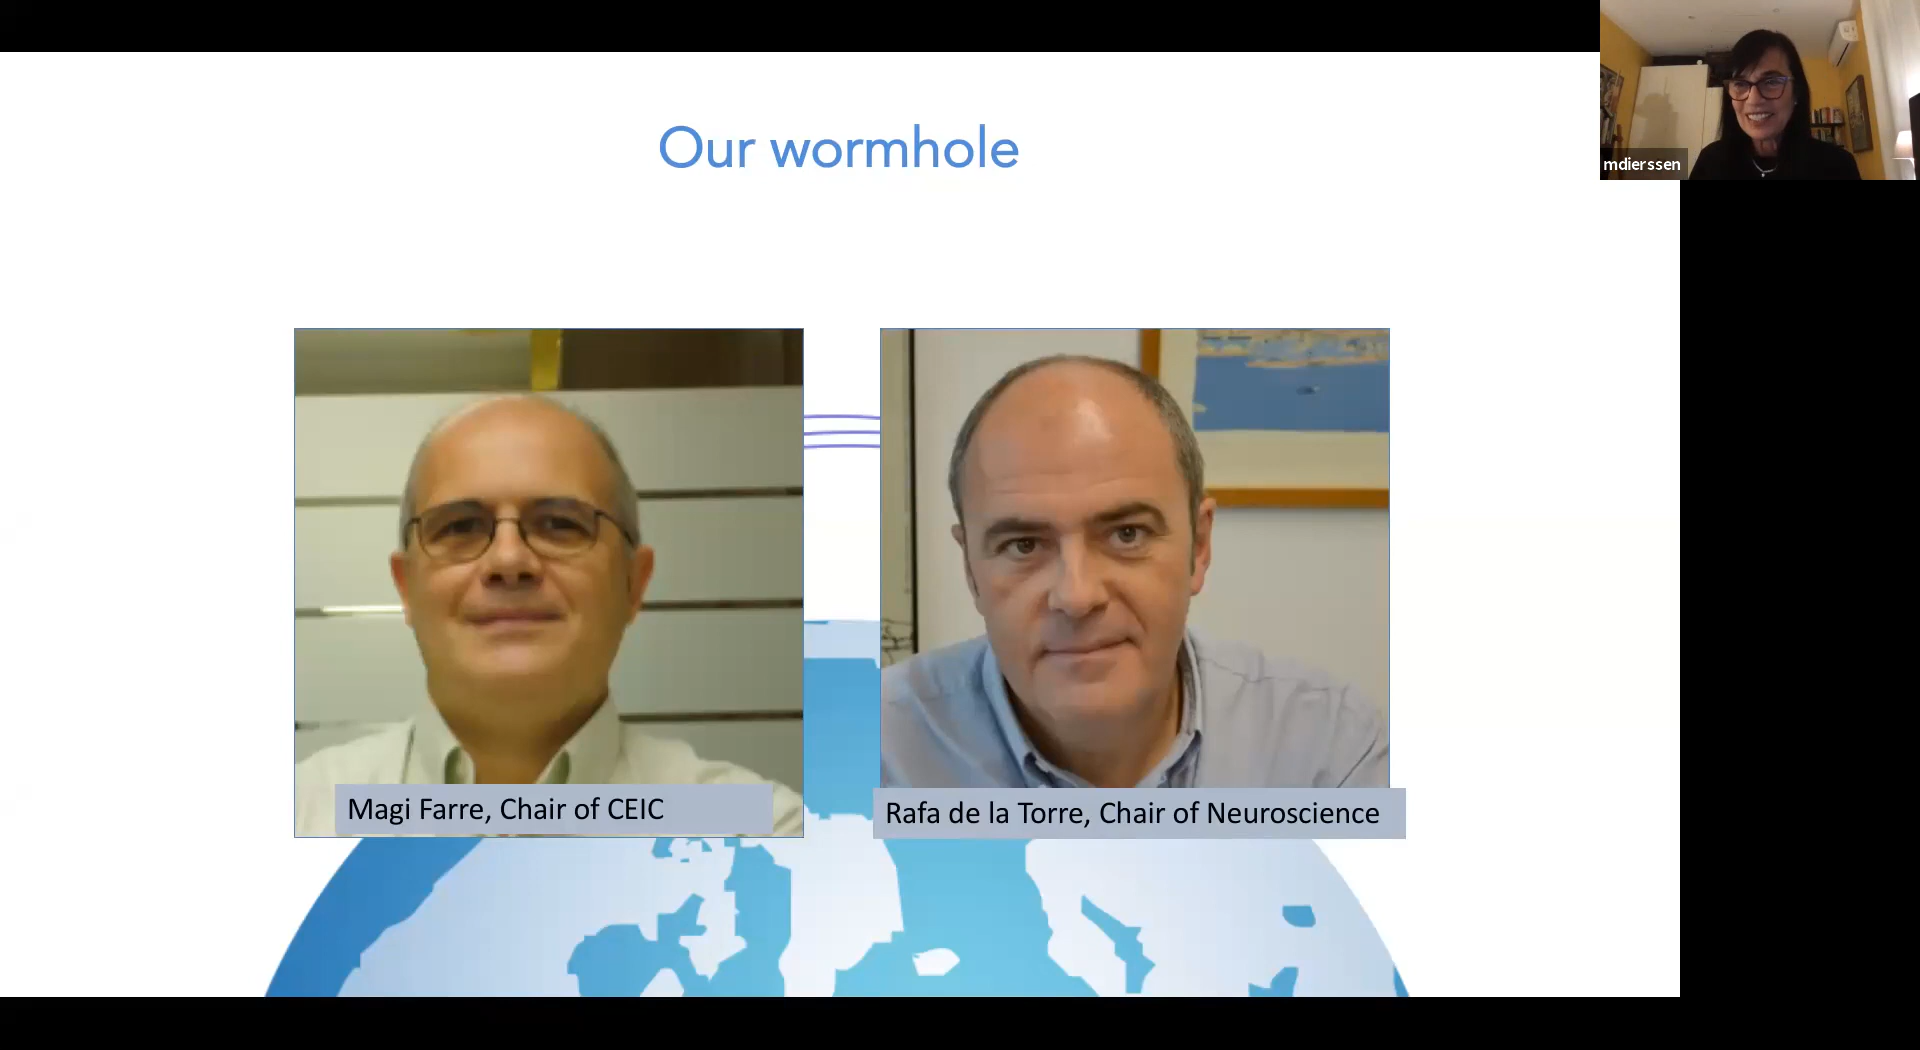 Our wormhole
mdierssen
Magi Farre, Chair of CEIC
Rafa de la Torre, Chair of Neuroscience